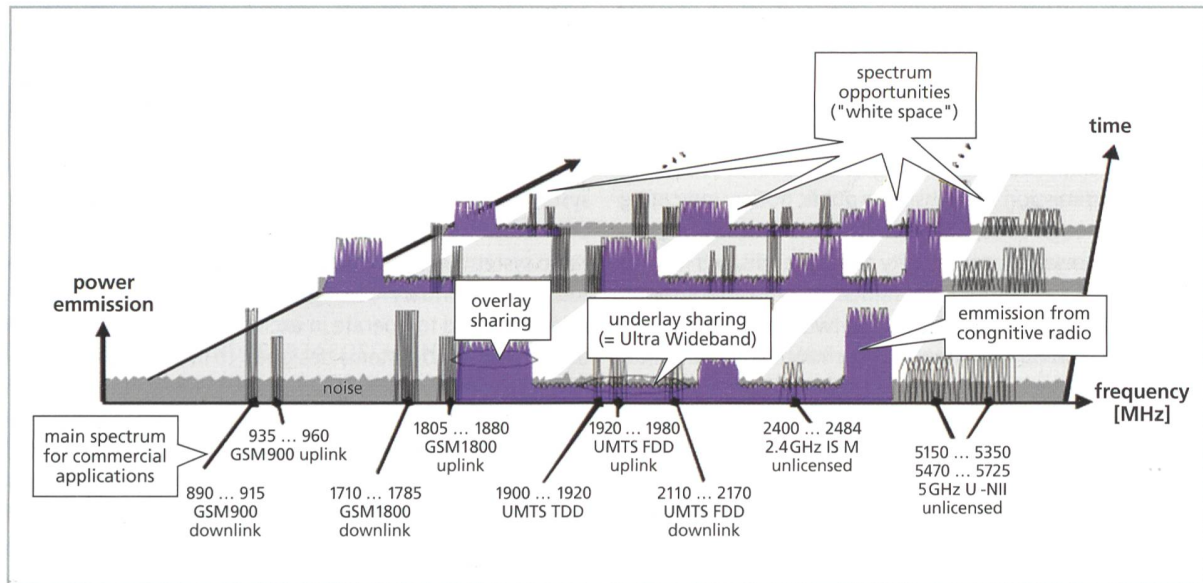 spectrum
opportunities
("white space")
time
power
emmission
overlay
sharing
underlay sharing
(= Ultra Wideband)
emmission from
congnitive radio
noise
frequency
[MHz]
main spectrum
for commercial
applications
935 ... 960
GSM900 uplink
1805 ... 1880
GSM1800
uplink
1920 ... 1980
UMTS FDD
uplink
2400 ... 2484
2.4GHz IS M
unlicensed
5150 ... 5350
5470 ... 5725
5GHz U -NII
unlicensed
890 ... 915
GSM900
downlink
1710 ... 1785
GSM1800
downlink
1900 ... 1920
UMTS TDD
2110 ... 2170
UMTS FDD
downlink